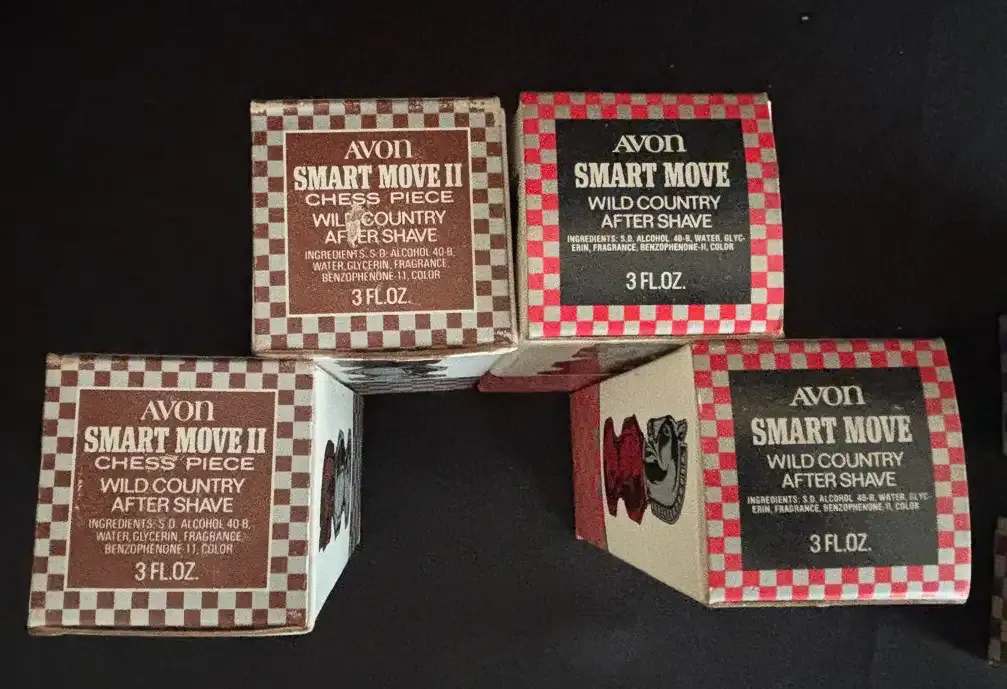 AVON
SMART MOVE II
CHESS PIECE
WILD COUNTRY
AFTER SHAVE
INGREDIENTS: S.D. ALCOHOL 40-B,
WATER, GLYCERIN, FRAGRANCE,
BENZOPHENONE-11, COLOR
3 FL.OZ.
AVON
SMART MOVE
WILD COUNTRY
AFTER SHAVE
INGREDIENTS: S.D. ALCOHOL 40-B, WATER, GLYC-
ERIN, FRAGRANCE, BENZOPHENONE-11, COLOR
3 FL.OZ.
AVON
SMART MOVE II
CHESS PIECE
WILD COUNTRY
AFTER SHAVE
INGREDIENTS: S.D. ALCOHOL 40-B,
WATER, GLYCERIN, FRAGRANCE,
BENZOPHENONE-11, COLOR
3 FL.OZ.
AVON
SMART MOVE
WILD COUNTRY
AFTER SHAVE
INGREDIENTS: S.D. ALCOHOL 40-B, WATER, GLYC-
ERIN, FRAGRANCE, BENZOPHENONE-11, COLOR
3 FL.OZ.